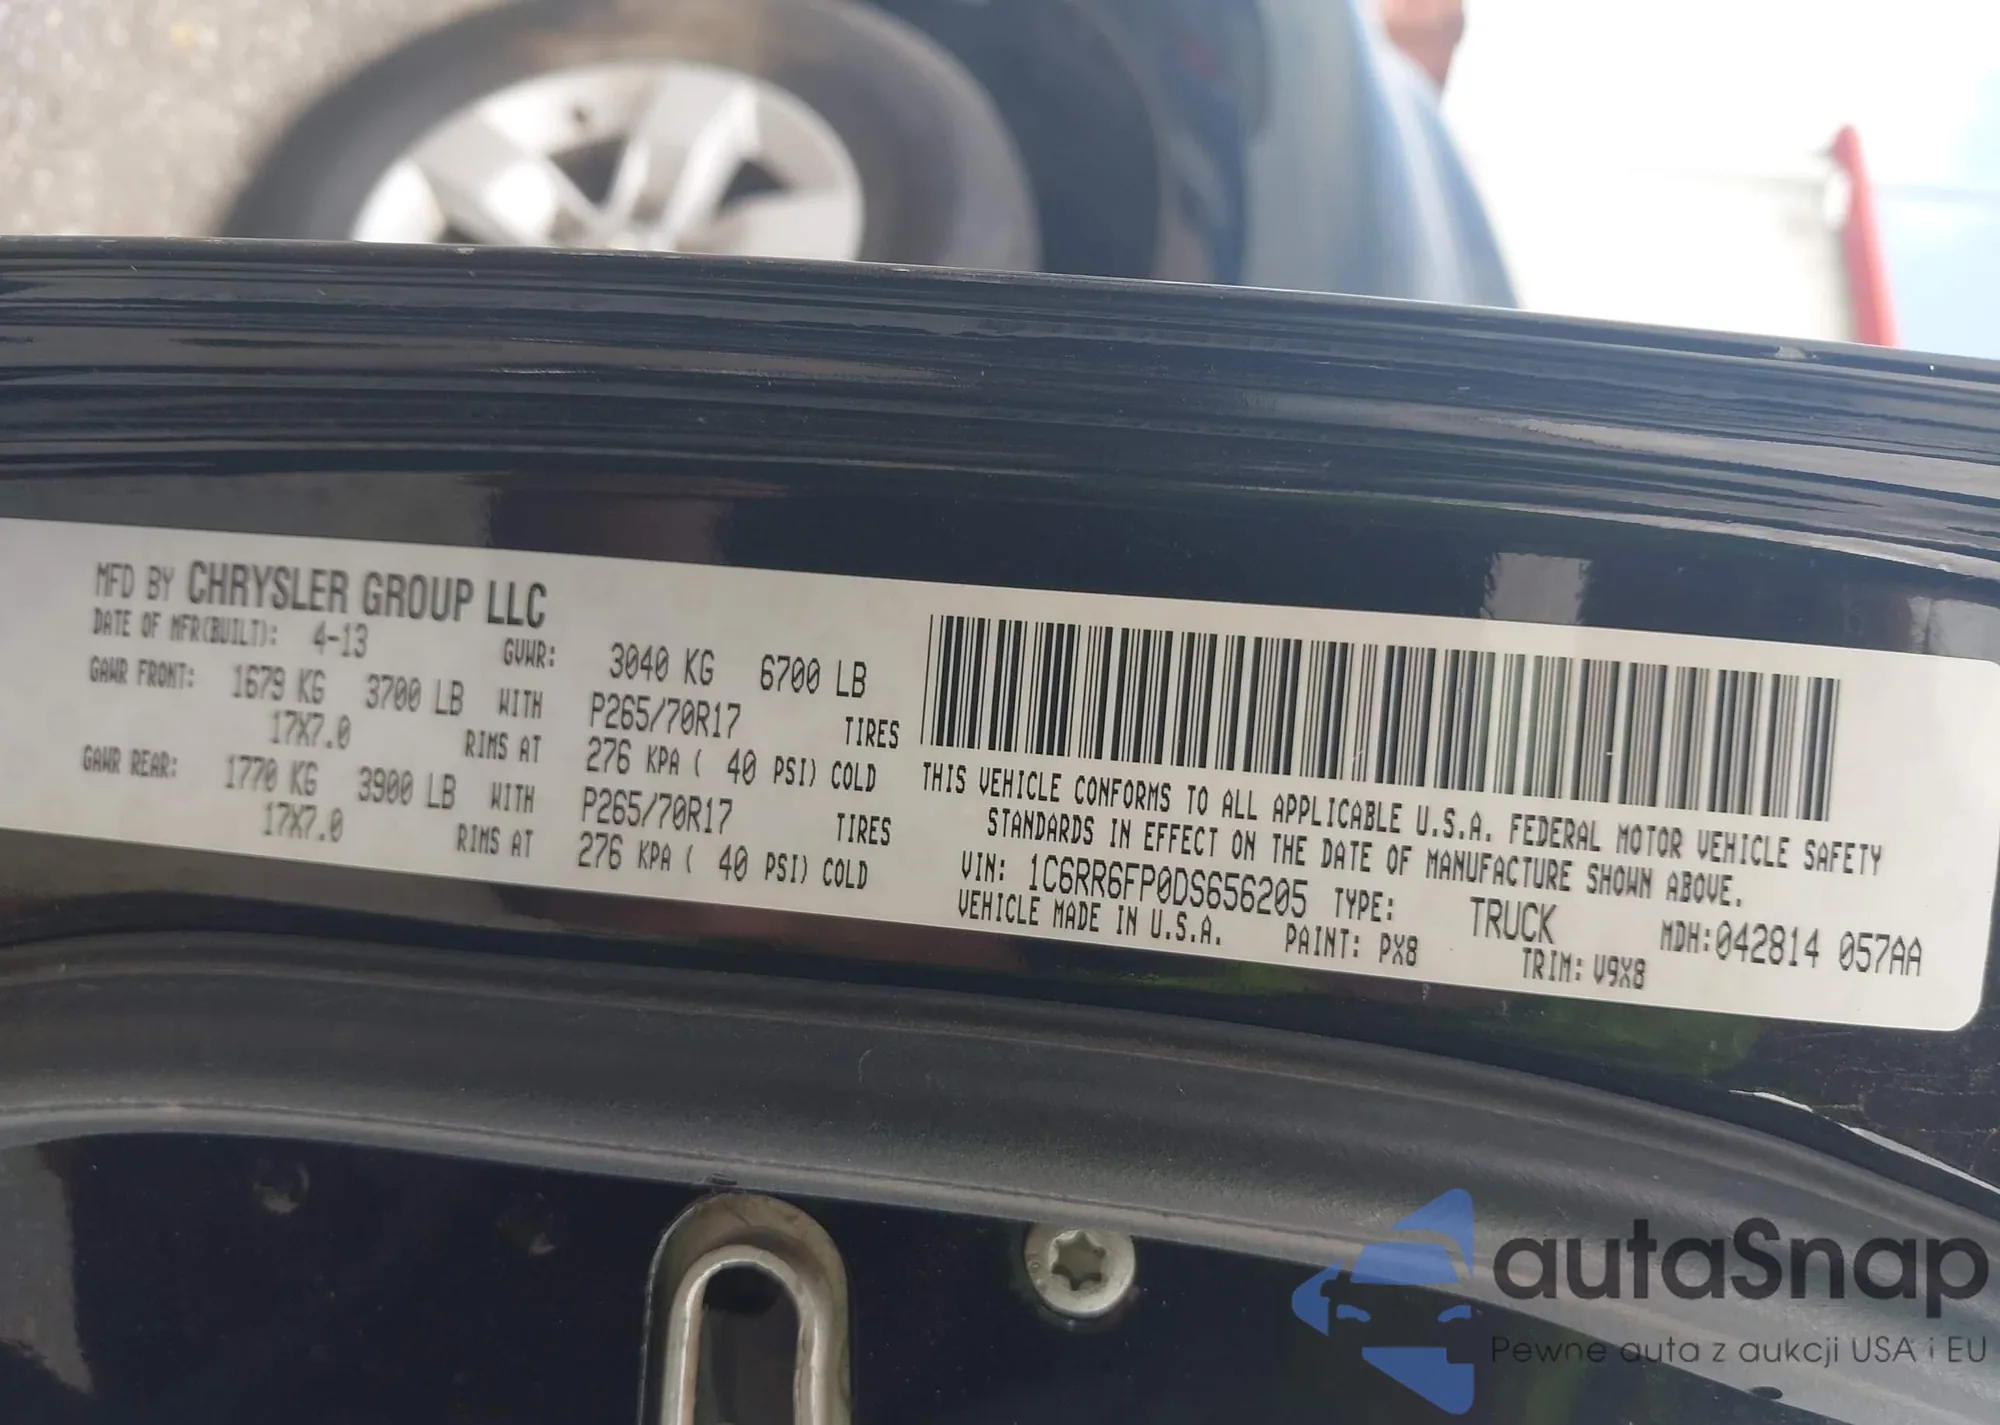 MFD BY CHRYSLER GROUP LLC
DATE OF MFR(BUILT): 4-13 GVWR: 3040 KG 6700 LB
GAWR FRONT: 1679 KG 3700 LB WITH P265/70R17 TIRES
17X7.0 RIMS AT 276 KPA ( 40 PSI) COLD
GAWR REAR: 1770 KG 3900 LB WITH P265/70R17 TIRES
17X7.0 RIMS AT 276 KPA ( 40 PSI) COLD
THIS VEHICLE CONFORMS TO ALL APPLICABLE U.S.A. FEDERAL MOTOR VEHICLE SAFETY
STANDARDS IN EFFECT ON THE DATE OF MANUFACTURE SHOWN ABOVE.
VIN: 1C6RR6FP0DS656205 TYPE: TRUCK MDH:042814 057AA
VEHICLE MADE IN U.S.A. PAINT: PX8 TRIM: V9X8
autaSnap
Pewne auta z aukcji USA i EU